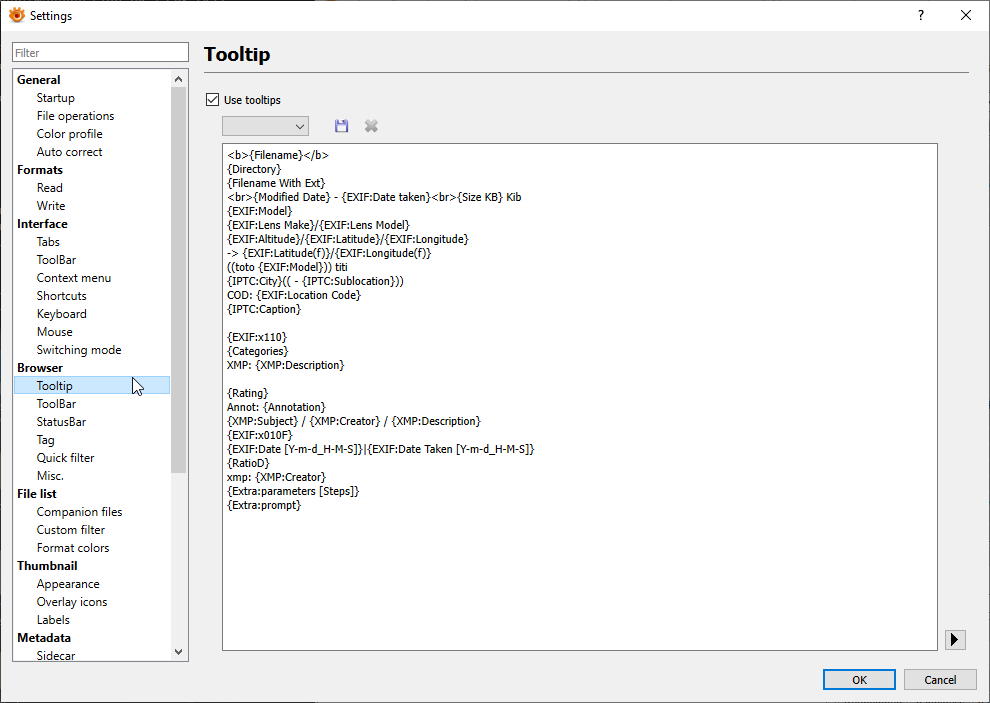 Settings
?
Filter
General
Startup
File operations
Color profile
Auto correct
Formats
Read
Write
Interface
Tabs
ToolBar
Context menu
Shortcuts
Keyboard
Mouse
Switching mode
Browser
Tooltip
ToolBar
StatusBar
Tag
Quick filter
Misc.
File list
Companion files
Custom filter
Format colors
Thumbnail
Appearance
Overlay icons
Labels
Metadata
Sidecar
Tooltip
Use tooltips
<b>{Filename}</b>
{Directory}
{Filename With Ext}
<br>{Modified Date} - {EXIF:Date taken}<br>{Size KB} Kib
{EXIF:Model}
{EXIF:Lens Make}/{EXIF:Lens Model}
{EXIF:Altitude}/{EXIF:Latitude}/{EXIF:Longitude}
-> {EXIF:Latitude(f)}/{EXIF:Longitude(f)}
((toto {EXIF:Model})) titi
{IPTC:City}(( - {IPTC:Sublocation}))
COD: {EXIF:Location Code}
{IPTC:Caption}
{EXIF:x110}
{Categories}
XMP: {XMP:Description}
{Rating}
Annot: {Annotation}
{XMP:Subject} / {XMP:Creator} / {XMP:Description}
{EXIF:x010F}
{EXIF:Date [Y-m-d_H-M-S]}|{EXIF:Date Taken [Y-m-d_H-M-S]}
{RatioD}
xmp: {XMP:Creator}
{Extra:parameters [Steps]}
{Extra:prompt}
OK
Cancel